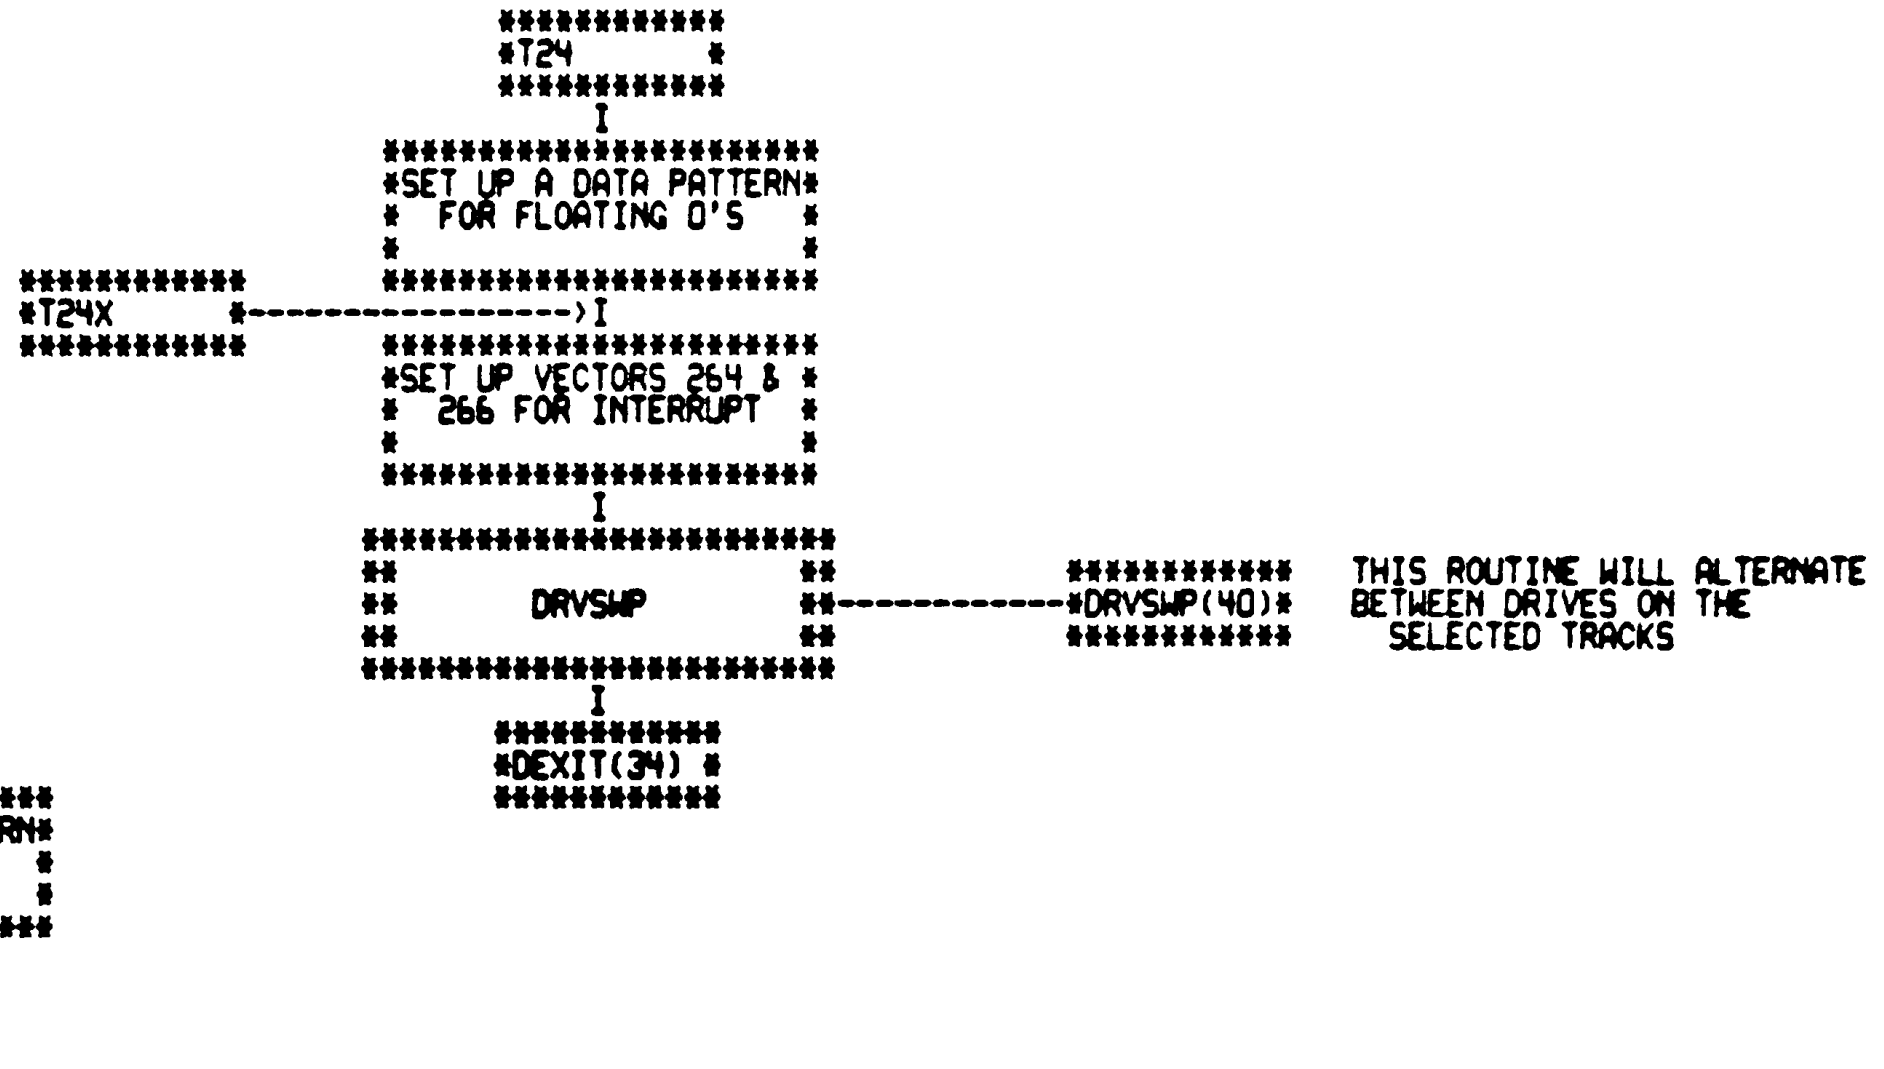 T24
SET UP A DATA PATTERN
FOR FLOATING 0'S
T24X
SET UP VECTORS 264 &
266 FOR INTERRUPT
DRVSWP
DRVSWP(40)
THIS ROUTINE WILL ALTERNATE
BETWEEN DRIVES ON THE
SELECTED TRACKS
DEXIT(34)
RN